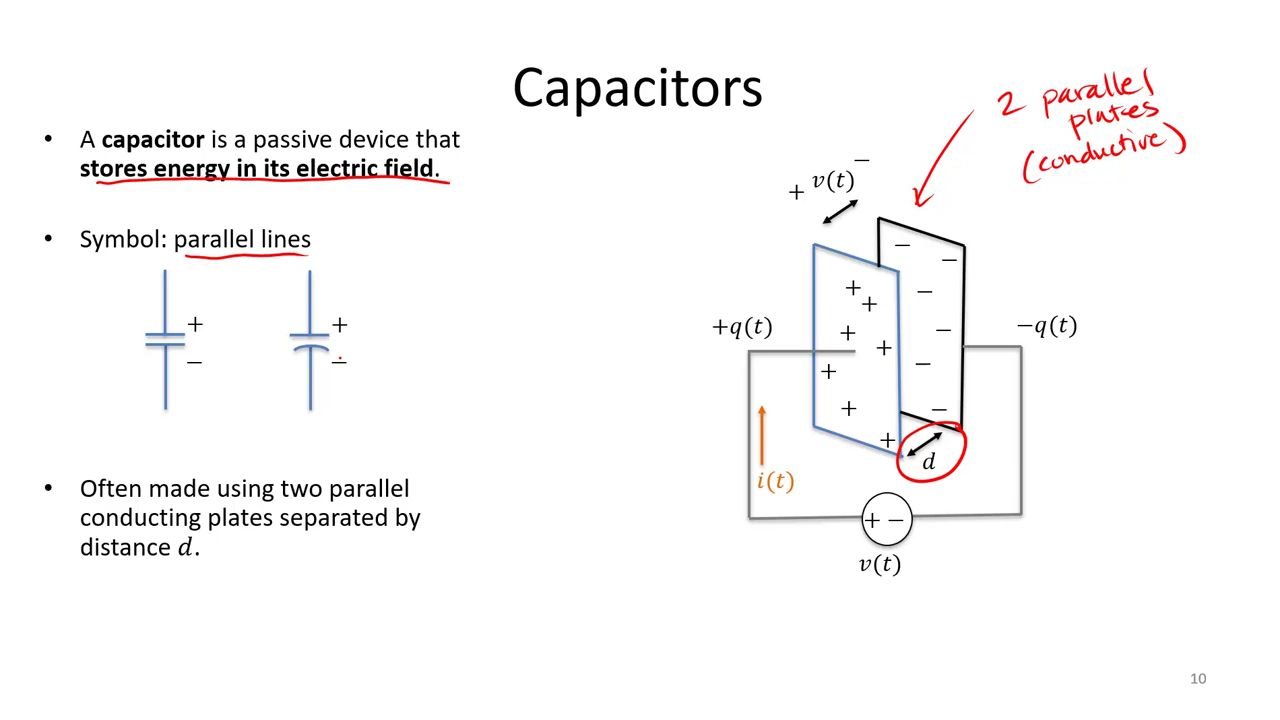 Capacitors
• A capacitor is a passive device that
stores energy in its electric field.
• Symbol: parallel lines
+
−
+
−
• Often made using two parallel
conducting plates separated by
distance d.
2 parallel
plates
(conductive)
+ v(t) −
+q(t)
−q(t)
+ + + + + + +
− − − − − − −
i(t)
d
+ −
v(t)
10